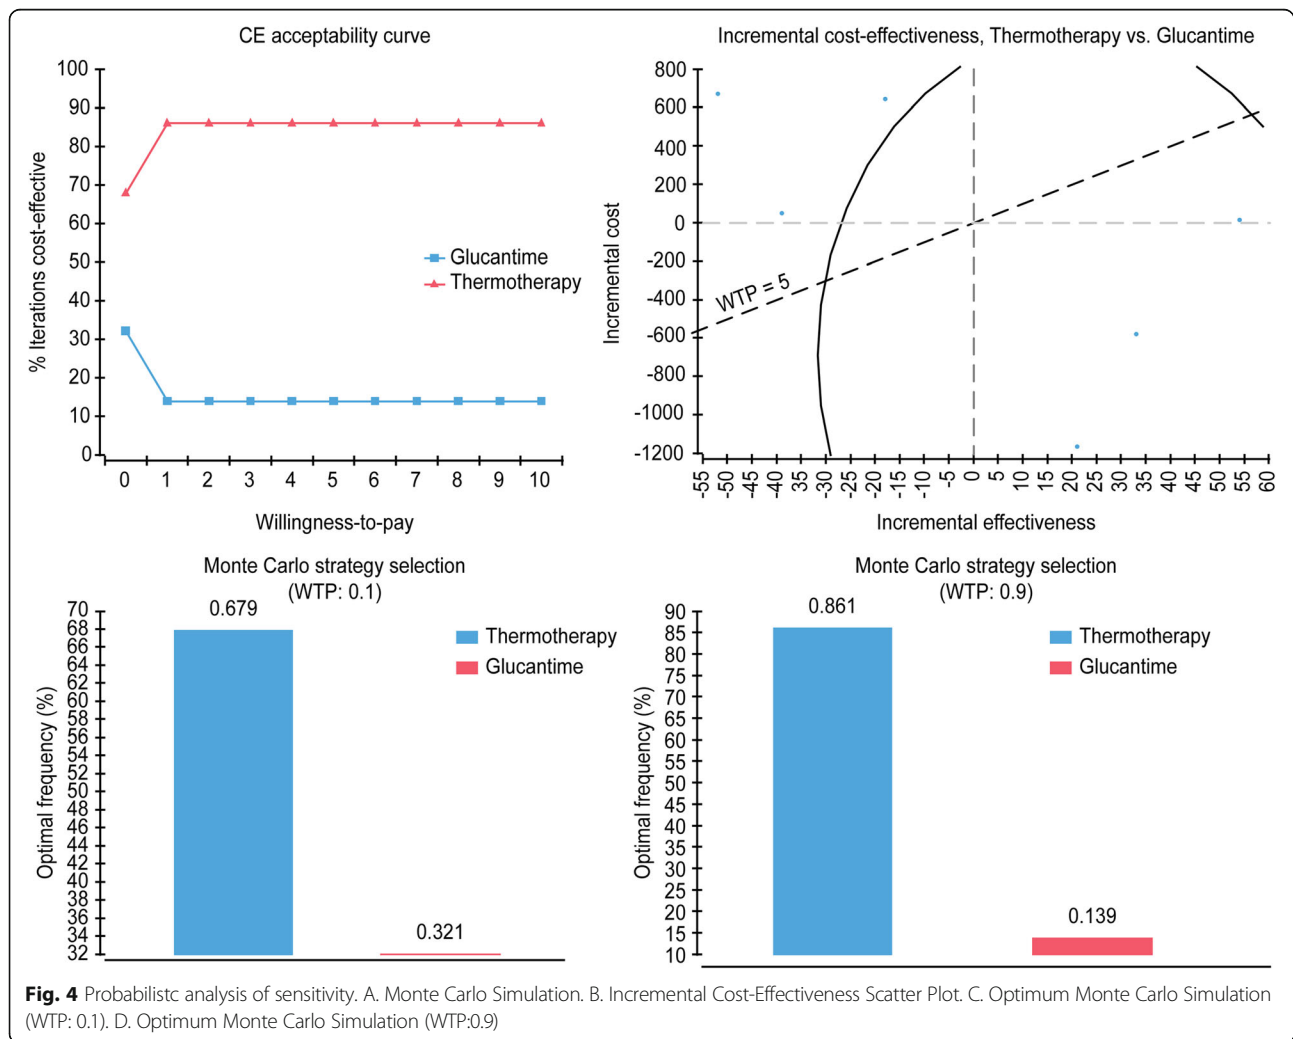 CE acceptability curve
100
90
80
70
60
50
40
30
20
10
0
% Iterations cost-effective
Glucantime
Thermotherapy
0 1 2 3 4 5 6 7 8 9 10
Willingness-to-pay
Incremental cost-effectiveness, Thermotherapy vs. Glucantime
800
600
400
200
0
-200
-400
-600
-800
-1000
-1200
Incremental cost
WTP = 5
-55 -50 -45 -40 -35 -30 -25 -20 -15 -10 -5 0 5 10 15 20 25 30 35 40 45 50 55 60
Incremental effectiveness
Monte Carlo strategy selection
(WTP: 0.1)
70
68
66
64
62
60
58
56
54
52
50
48
46
44
42
40
38
36
34
32
Optimal frequency (%)
0.679
0.321
Thermotherapy
Glucantime
Monte Carlo strategy selection
(WTP: 0.9)
90
85
80
75
70
65
60
55
50
45
40
35
30
25
20
15
10
Optimal frequency (%)
0.861
0.139
Thermotherapy
Glucantime
Fig. 4 Probabilistc analysis of sensitivity. A. Monte Carlo Simulation. B. Incremental Cost-Effectiveness Scatter Plot. C. Optimum Monte Carlo Simulation
(WTP: 0.1). D. Optimum Monte Carlo Simulation (WTP:0.9)